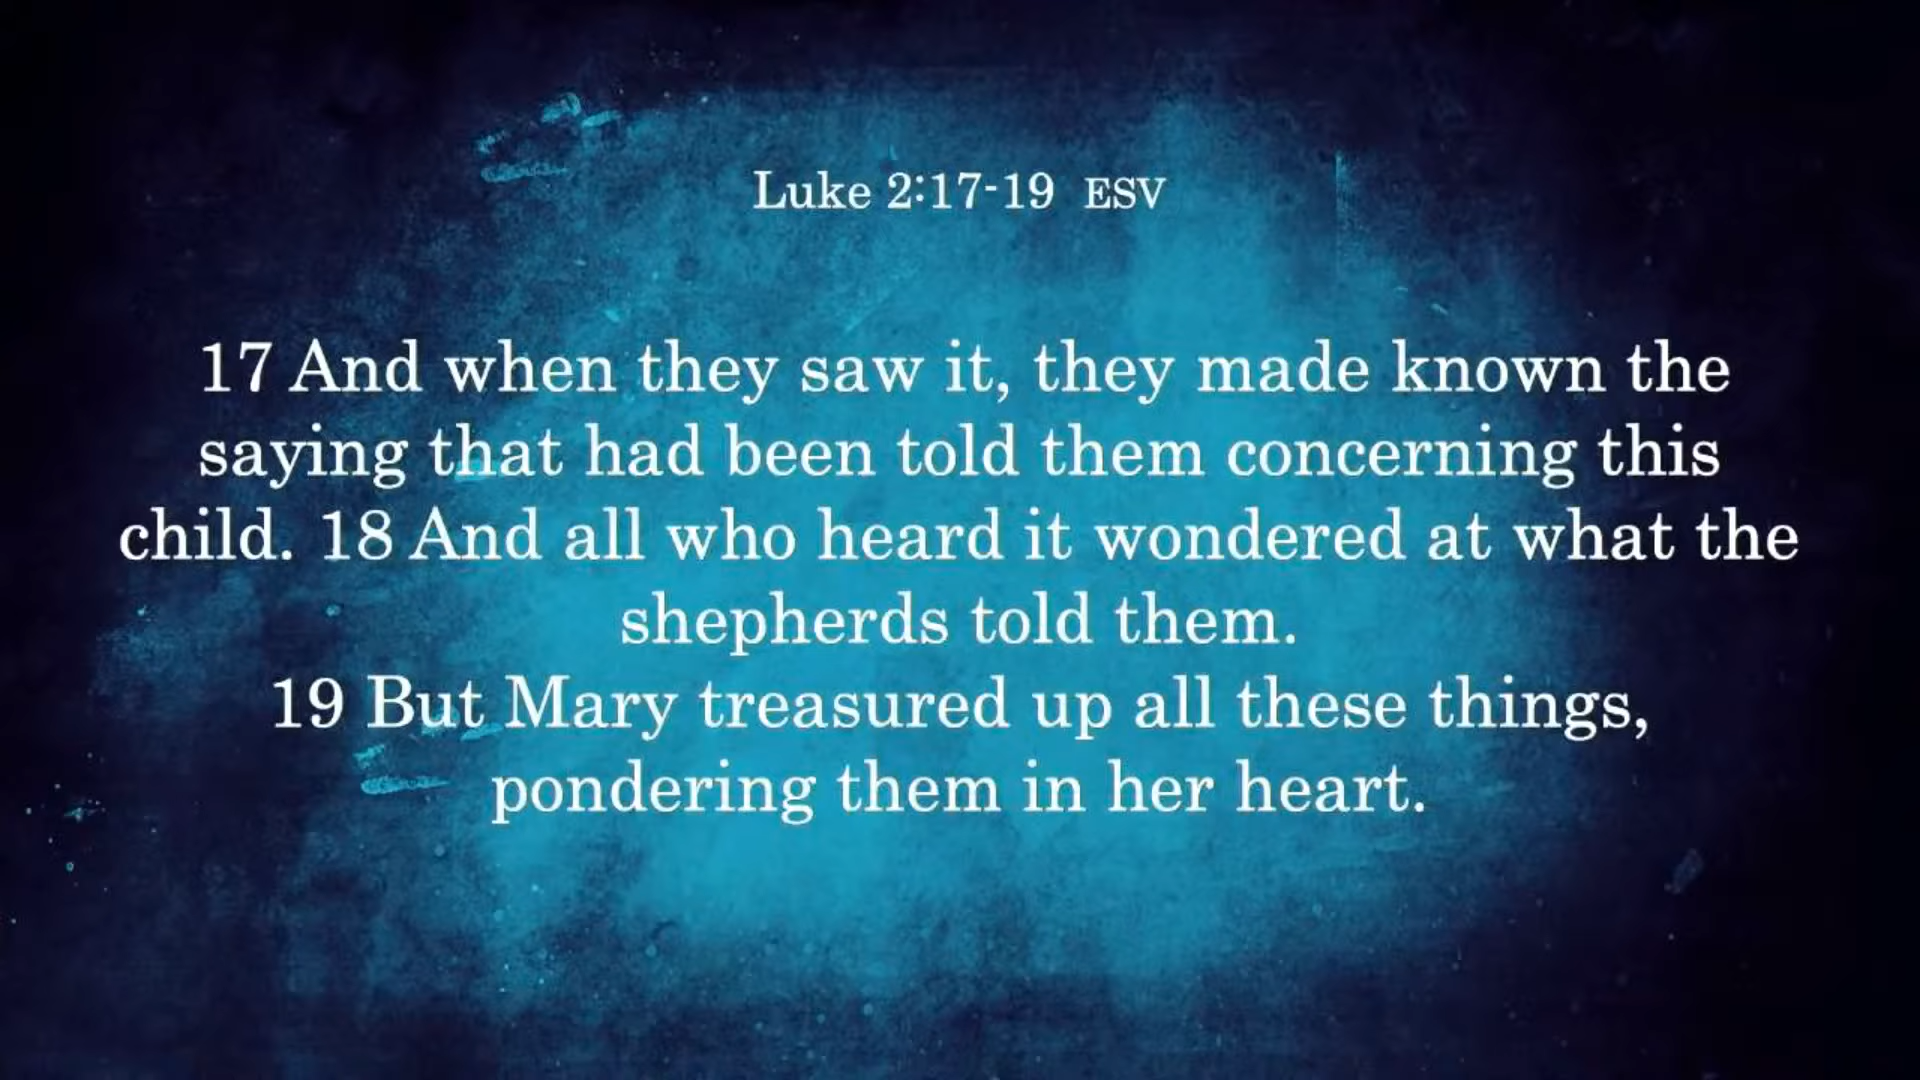 Luke 2:17-19 ESV
17 And when they saw it, they made known the
saying that had been told them concerning this
child. 18 And all who heard it wondered at what the
shepherds told them.
19 But Mary treasured up all these things,
pondering them in her heart.